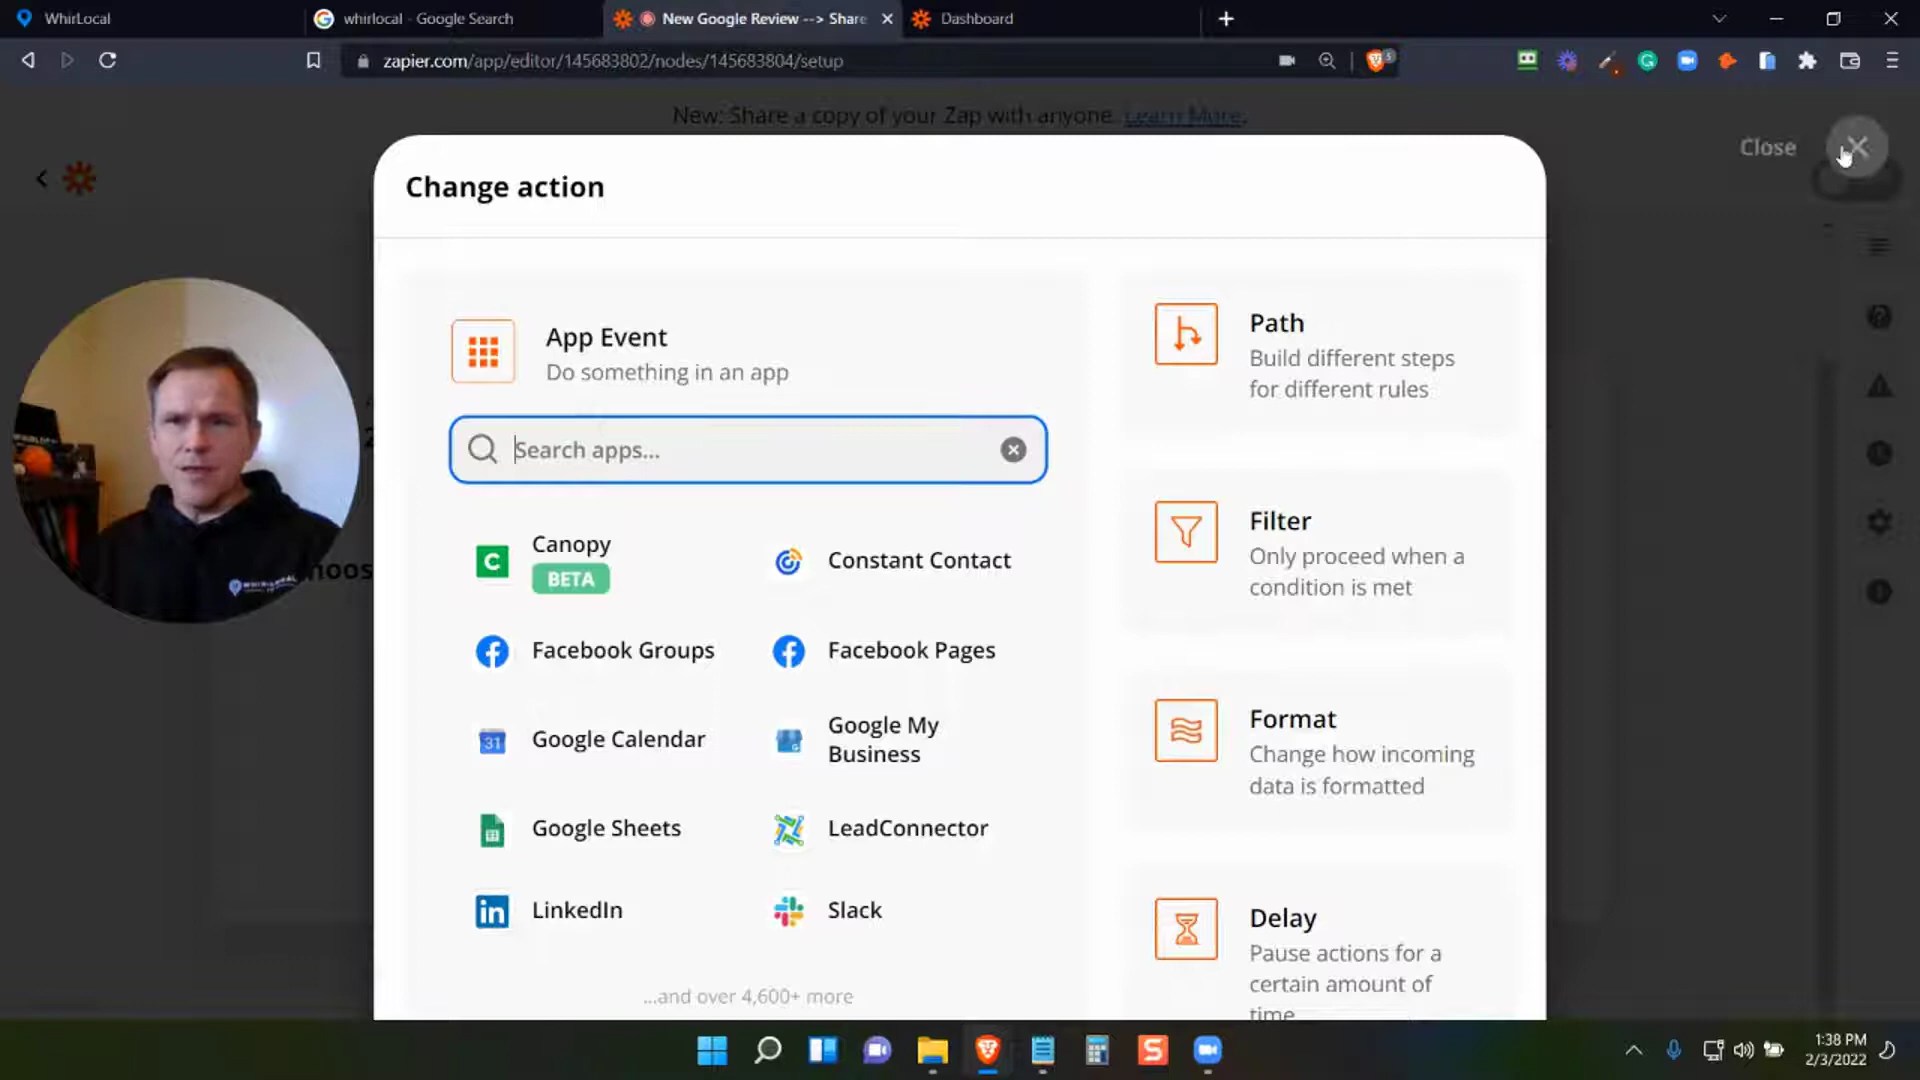 WhirLocal
whirlocal - Google Search
New Google Review --> Share
Dashboard
zapier.com/app/editor/145683802/nodes/145683804/setup
5
New: Share a copy of your Zap with anyone. Learn More.
Close
Change action
App Event
Do something in an app
Search apps...
Canopy
BETA
Constant Contact
Facebook Groups
Facebook Pages
31
Google Calendar
Google My
Business
Google Sheets
LeadConnector
LinkedIn
Slack
...and over 4,600+ more
Path
Build different steps
for different rules
Filter
Only proceed when a
condition is met
Format
Change how incoming
data is formatted
Delay
Pause actions for a
certain amount of
time
1:38 PM
2/3/2022